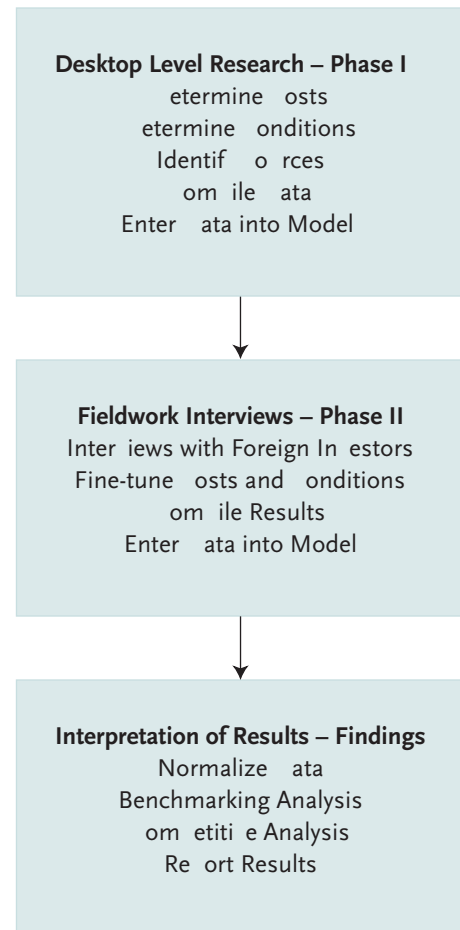 Desktop Level Research – Phase I
etermine osts
etermine onditions
Identif o rces
om ile ata
Enter ata into Model
Fieldwork Interviews – Phase II
Inter iews with Foreign In estors
Fine-tune osts and onditions
om ile Results
Enter ata into Model
Interpretation of Results – Findings
Normalize ata
Benchmarking Analysis
om etiti e Analysis
Re ort Results